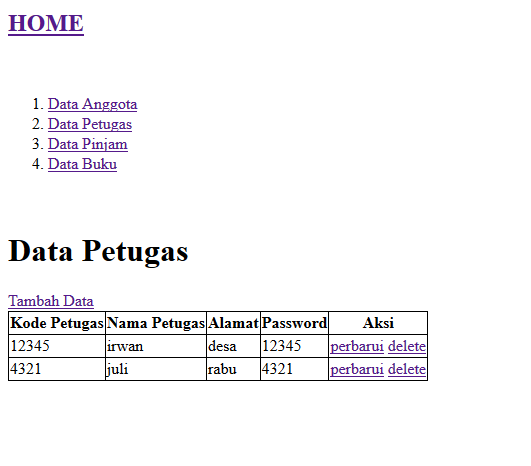 HOME
1. Data Anggota
2. Data Petugas
3. Data Pinjam
4. Data Buku
Data Petugas
Tambah Data
Kode Petugas Nama Petugas Alamat Password Aksi
12345 irwan desa 12345 perbarui delete
4321 juli rabu 4321 perbarui delete